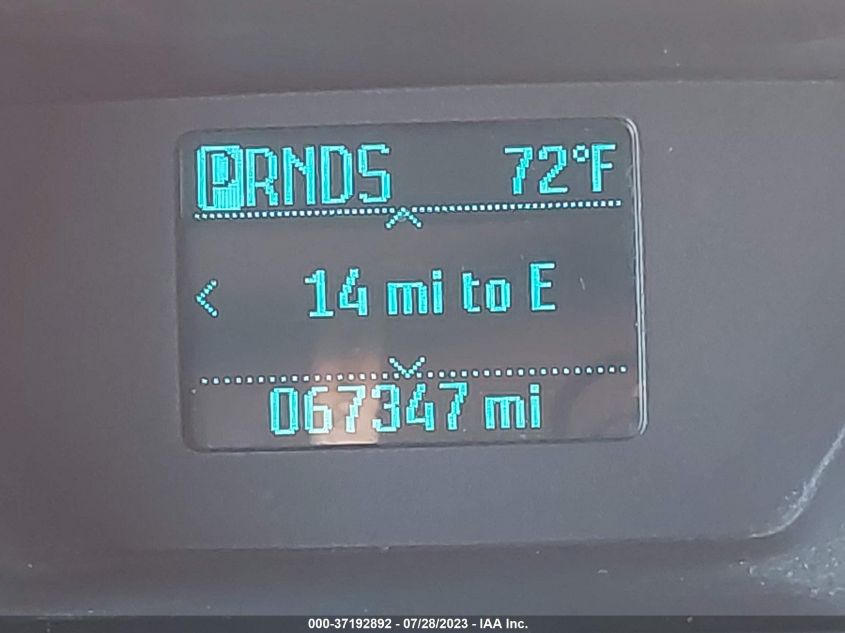 PRNDS 72°F
< 14 mi to E
067347 mi
000-37192892 - 07/28/2023 - IAA Inc.